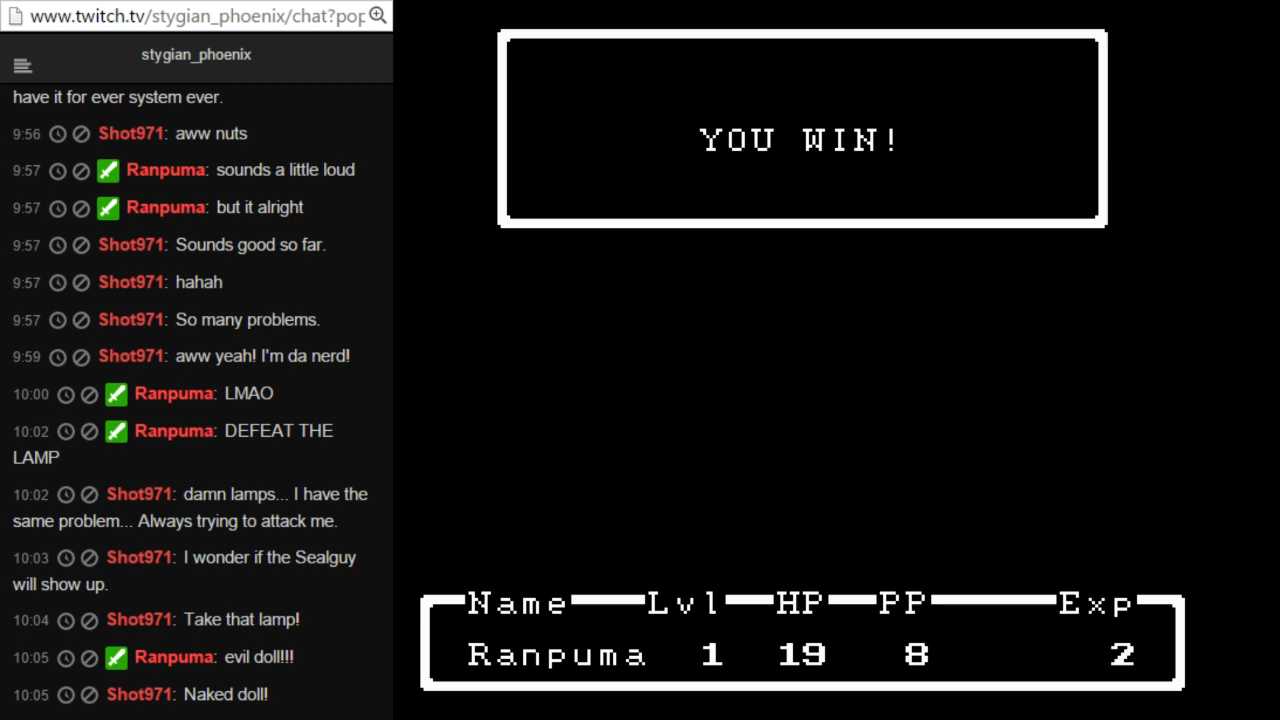 www.twitch.tv/stygian_phoenix/chat?pop
stygian_phoenix
have it for ever system ever.
9:56 Shot971: aww nuts
9:57 Ranpuma: sounds a little loud
9:57 Ranpuma: but it alright
9:57 Shot971: Sounds good so far.
9:57 Shot971: hahah
9:57 Shot971: So many problems.
9:59 Shot971: aww yeah! I'm da nerd!
10:00 Ranpuma: LMAO
10:02 Ranpuma: DEFEAT THE
LAMP
10:02 Shot971: damn lamps... I have the
same problem... Always trying to attack me.
10:03 Shot971: I wonder if the Sealguy
will show up.
10:04 Shot971: Take that lamp!
10:05 Ranpuma: evil doll!!!
10:05 Shot971: Naked doll!
YOU WIN!
Name Lvl HP PP Exp
Ranpuma 1 19 8 2